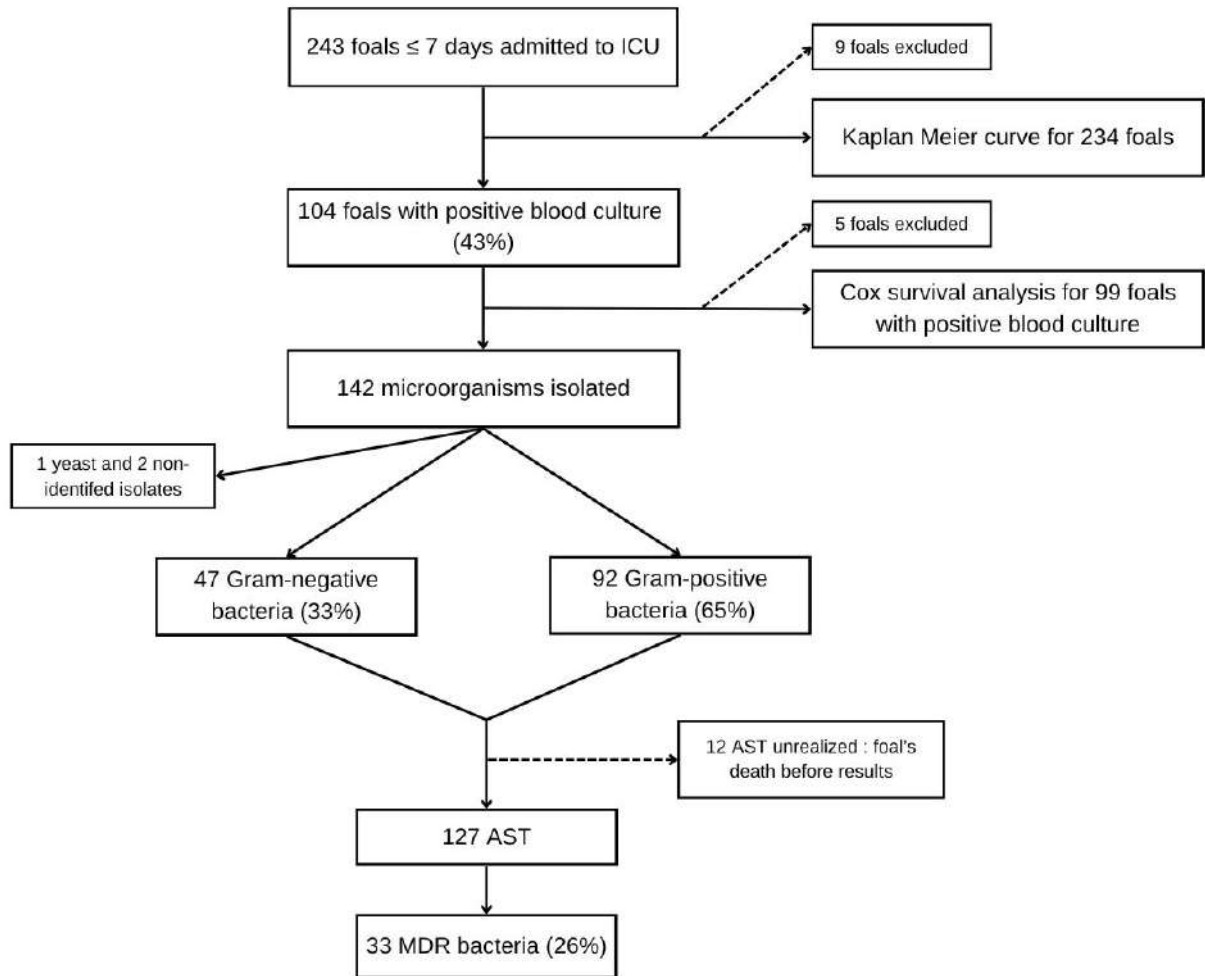 243 foals ≤ 7 days admitted to ICU
9 foals excluded
Kaplan Meier curve for 234 foals
104 foals with positive blood culture
(43%)
5 foals excluded
Cox survival analysis for 99 foals
with positive blood culture
142 microorganisms isolated
1 yeast and 2 non-
identifed isolates
47 Gram-negative
bacteria (33%)
92 Gram-positive
bacteria (65%)
12 AST unrealized : foal's
death before results
127 AST
33 MDR bacteria (26%)